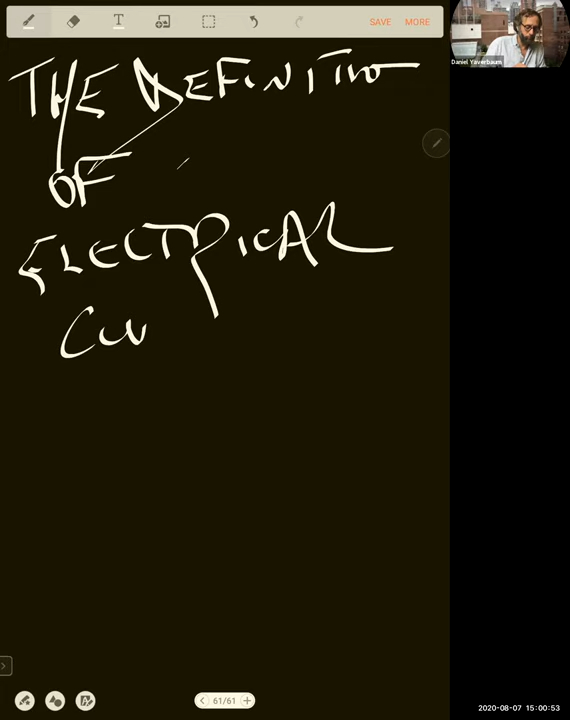 SAVE MORE
Daniel Yaverbaum
THE DEFINITIO
OF
ELECTRICAL
Cu
61/61
2020-08-07 15:00:53